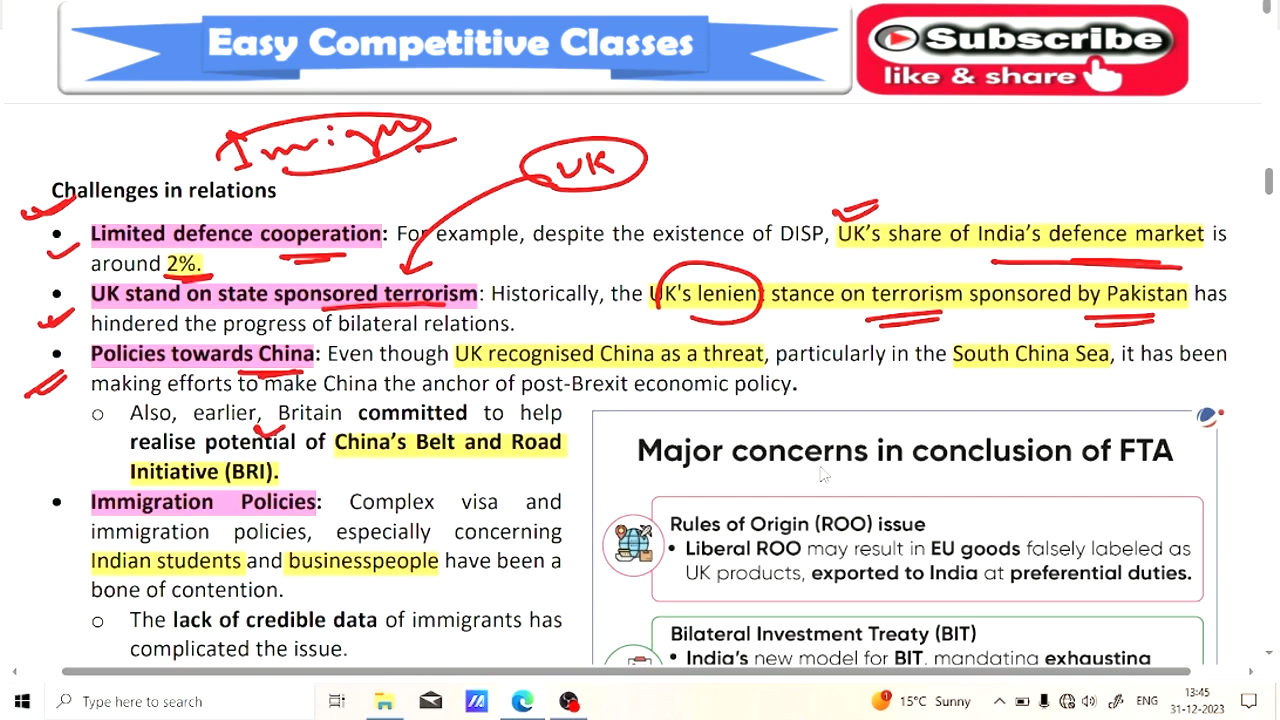 Easy Competitive Classes
Subscribe
like & share
UK
Challenges in relations
• Limited defence cooperation: For example, despite the existence of DISP, UK's share of India's defence market is
around 2%.
• UK stand on state sponsored terrorism: Historically, the UK's lenient stance on terrorism sponsored by Pakistan has
hindered the progress of bilateral relations.
• Policies towards China: Even though UK recognised China as a threat, particularly in the South China Sea, it has been
making efforts to make China the anchor of post-Brexit economic policy.
o Also, earlier, Britain committed to help
realise potential of China's Belt and Road
Initiative (BRI).
• Immigration Policies: Complex visa and
immigration policies, especially concerning
Indian students and businesspeople have been a
bone of contention.
o The lack of credible data of immigrants has
complicated the issue.
Major concerns in conclusion of FTA
Rules of Origin (ROO) issue
• Liberal ROO may result in EU goods falsely labeled as
UK products, exported to India at preferential duties.
Bilateral Investment Treaty (BIT)
• India's new model for BIT, mandating exhausting
Type here to search
15°C Sunny
ENG
13:45
31-12-2023